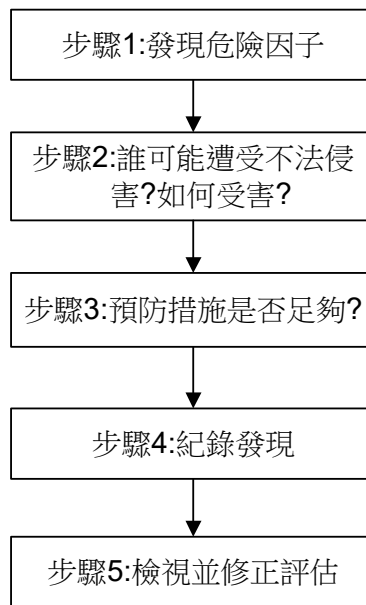 步驟1:發現危險因子
步驟2:誰可能遭受不法侵
害?如何受害?
步驟3:預防措施是否足夠?
步驟4:紀錄發現
步驟5:檢視並修正評估